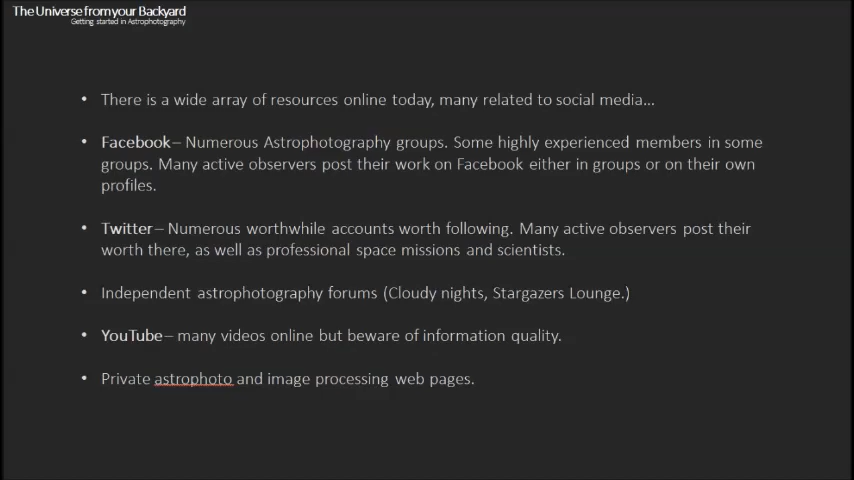 The Universe from your Backyard
Getting started in Astrophotography
• There is a wide array of resources online today, many related to social media...
• Facebook – Numerous Astrophotography groups. Some highly experienced members in some
groups. Many active observers post their work on Facebook either in groups or on their own
profiles.
• Twitter – Numerous worthwhile accounts worth following. Many active observers post their
worth there, as well as professional space missions and scientists.
• Independent astrophotography forums (Cloudy nights, Stargazers Lounge.)
• YouTube – many videos online but beware of information quality.
• Private astrophoto and image processing web pages.